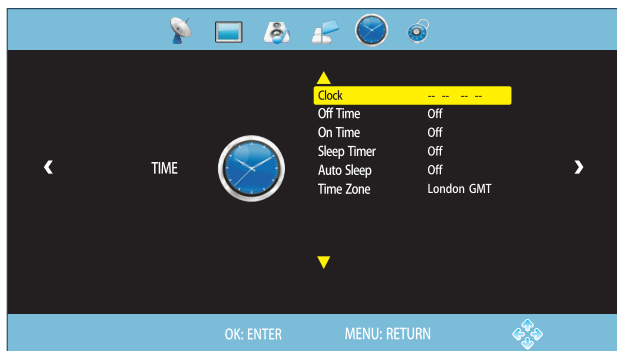 Clock -- -- -- --
Off Time Off
On Time Off
Sleep Timer Off
TIME
Auto Sleep Off
Time Zone London GMT
OK: ENTER MENU: RETURN